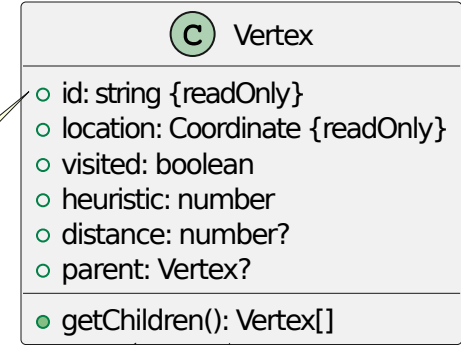 C Vertex
id: string {readOnly}
location: Coordinate {readOnly}
visited: boolean
heuristic: number
distance: number?
parent: Vertex?
getChildren(): Vertex[]